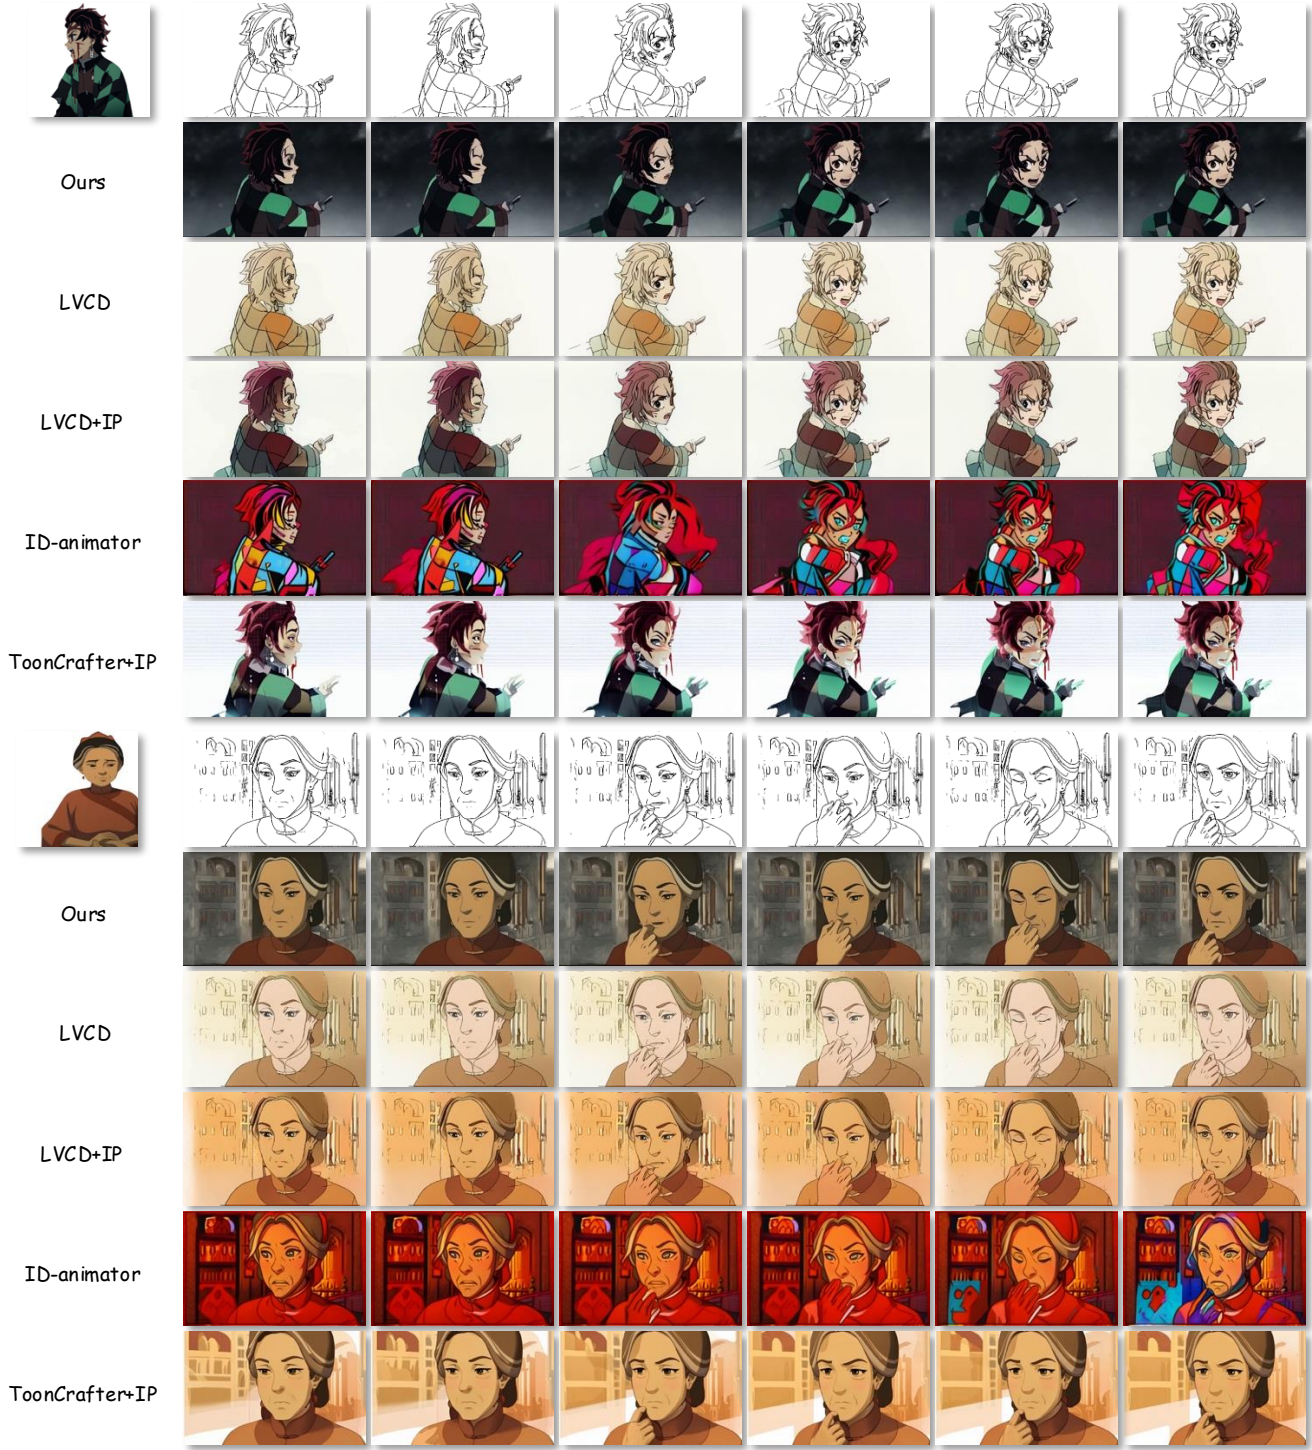 Ours
LVCD
LVCD+IP
ID-animator
ToonCrafter+IP
Ours
LVCD
LVCD+IP
ID-animator
ToonCrafter+IP